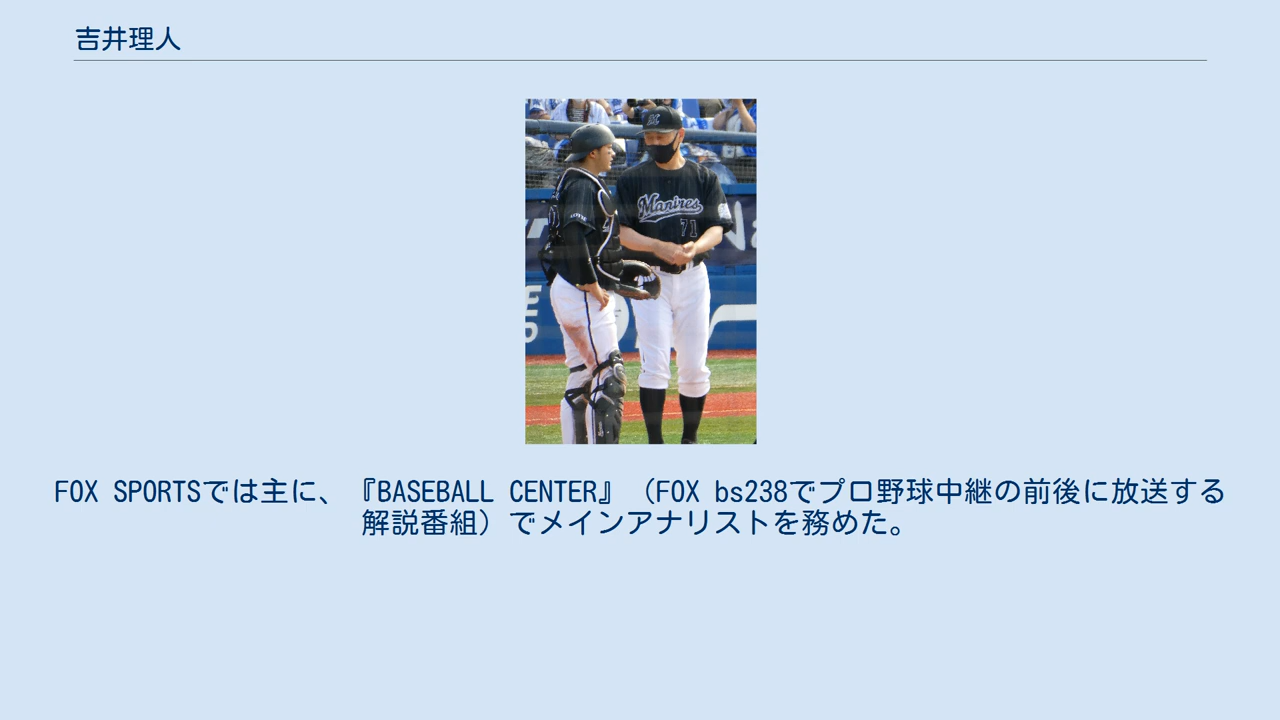 吉井理人
Marines
71
FOX SPORTSでは主に、『BASEBALL CENTER』（FOX bs238でプロ野球中継の前後に放送する
解説番組）でメインアナリストを務めた。